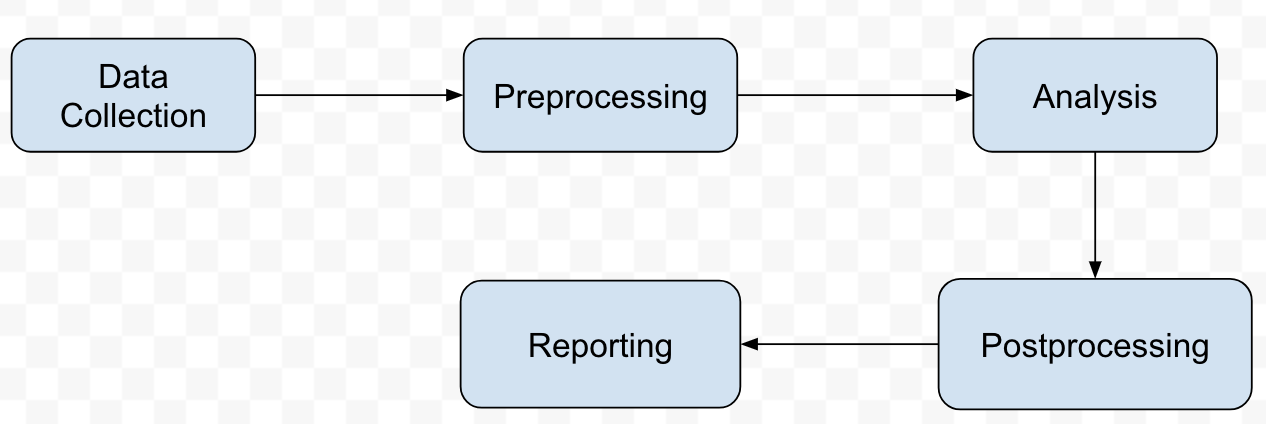 Data
Collection
Preprocessing
Analysis
Postprocessing
Reporting